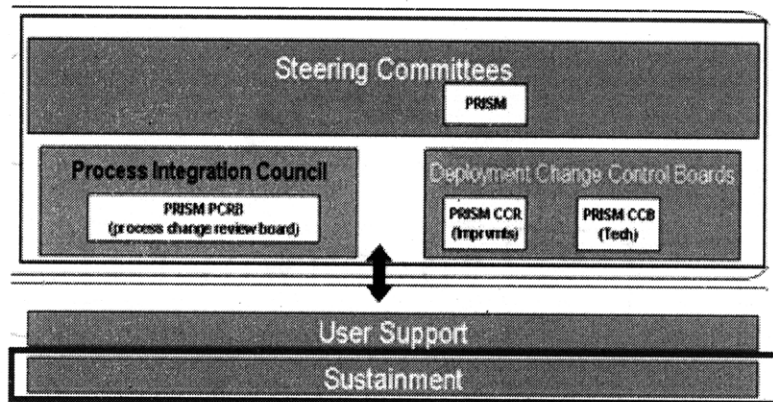 Steering Committees
PRISM
Process Integration Council
PRISM PCRB
(process change review board)
Deployment Change Control Boards
PRISM CCR
(Imprvmts)
PRISM CCB
(Tech)
User Support
Sustainment